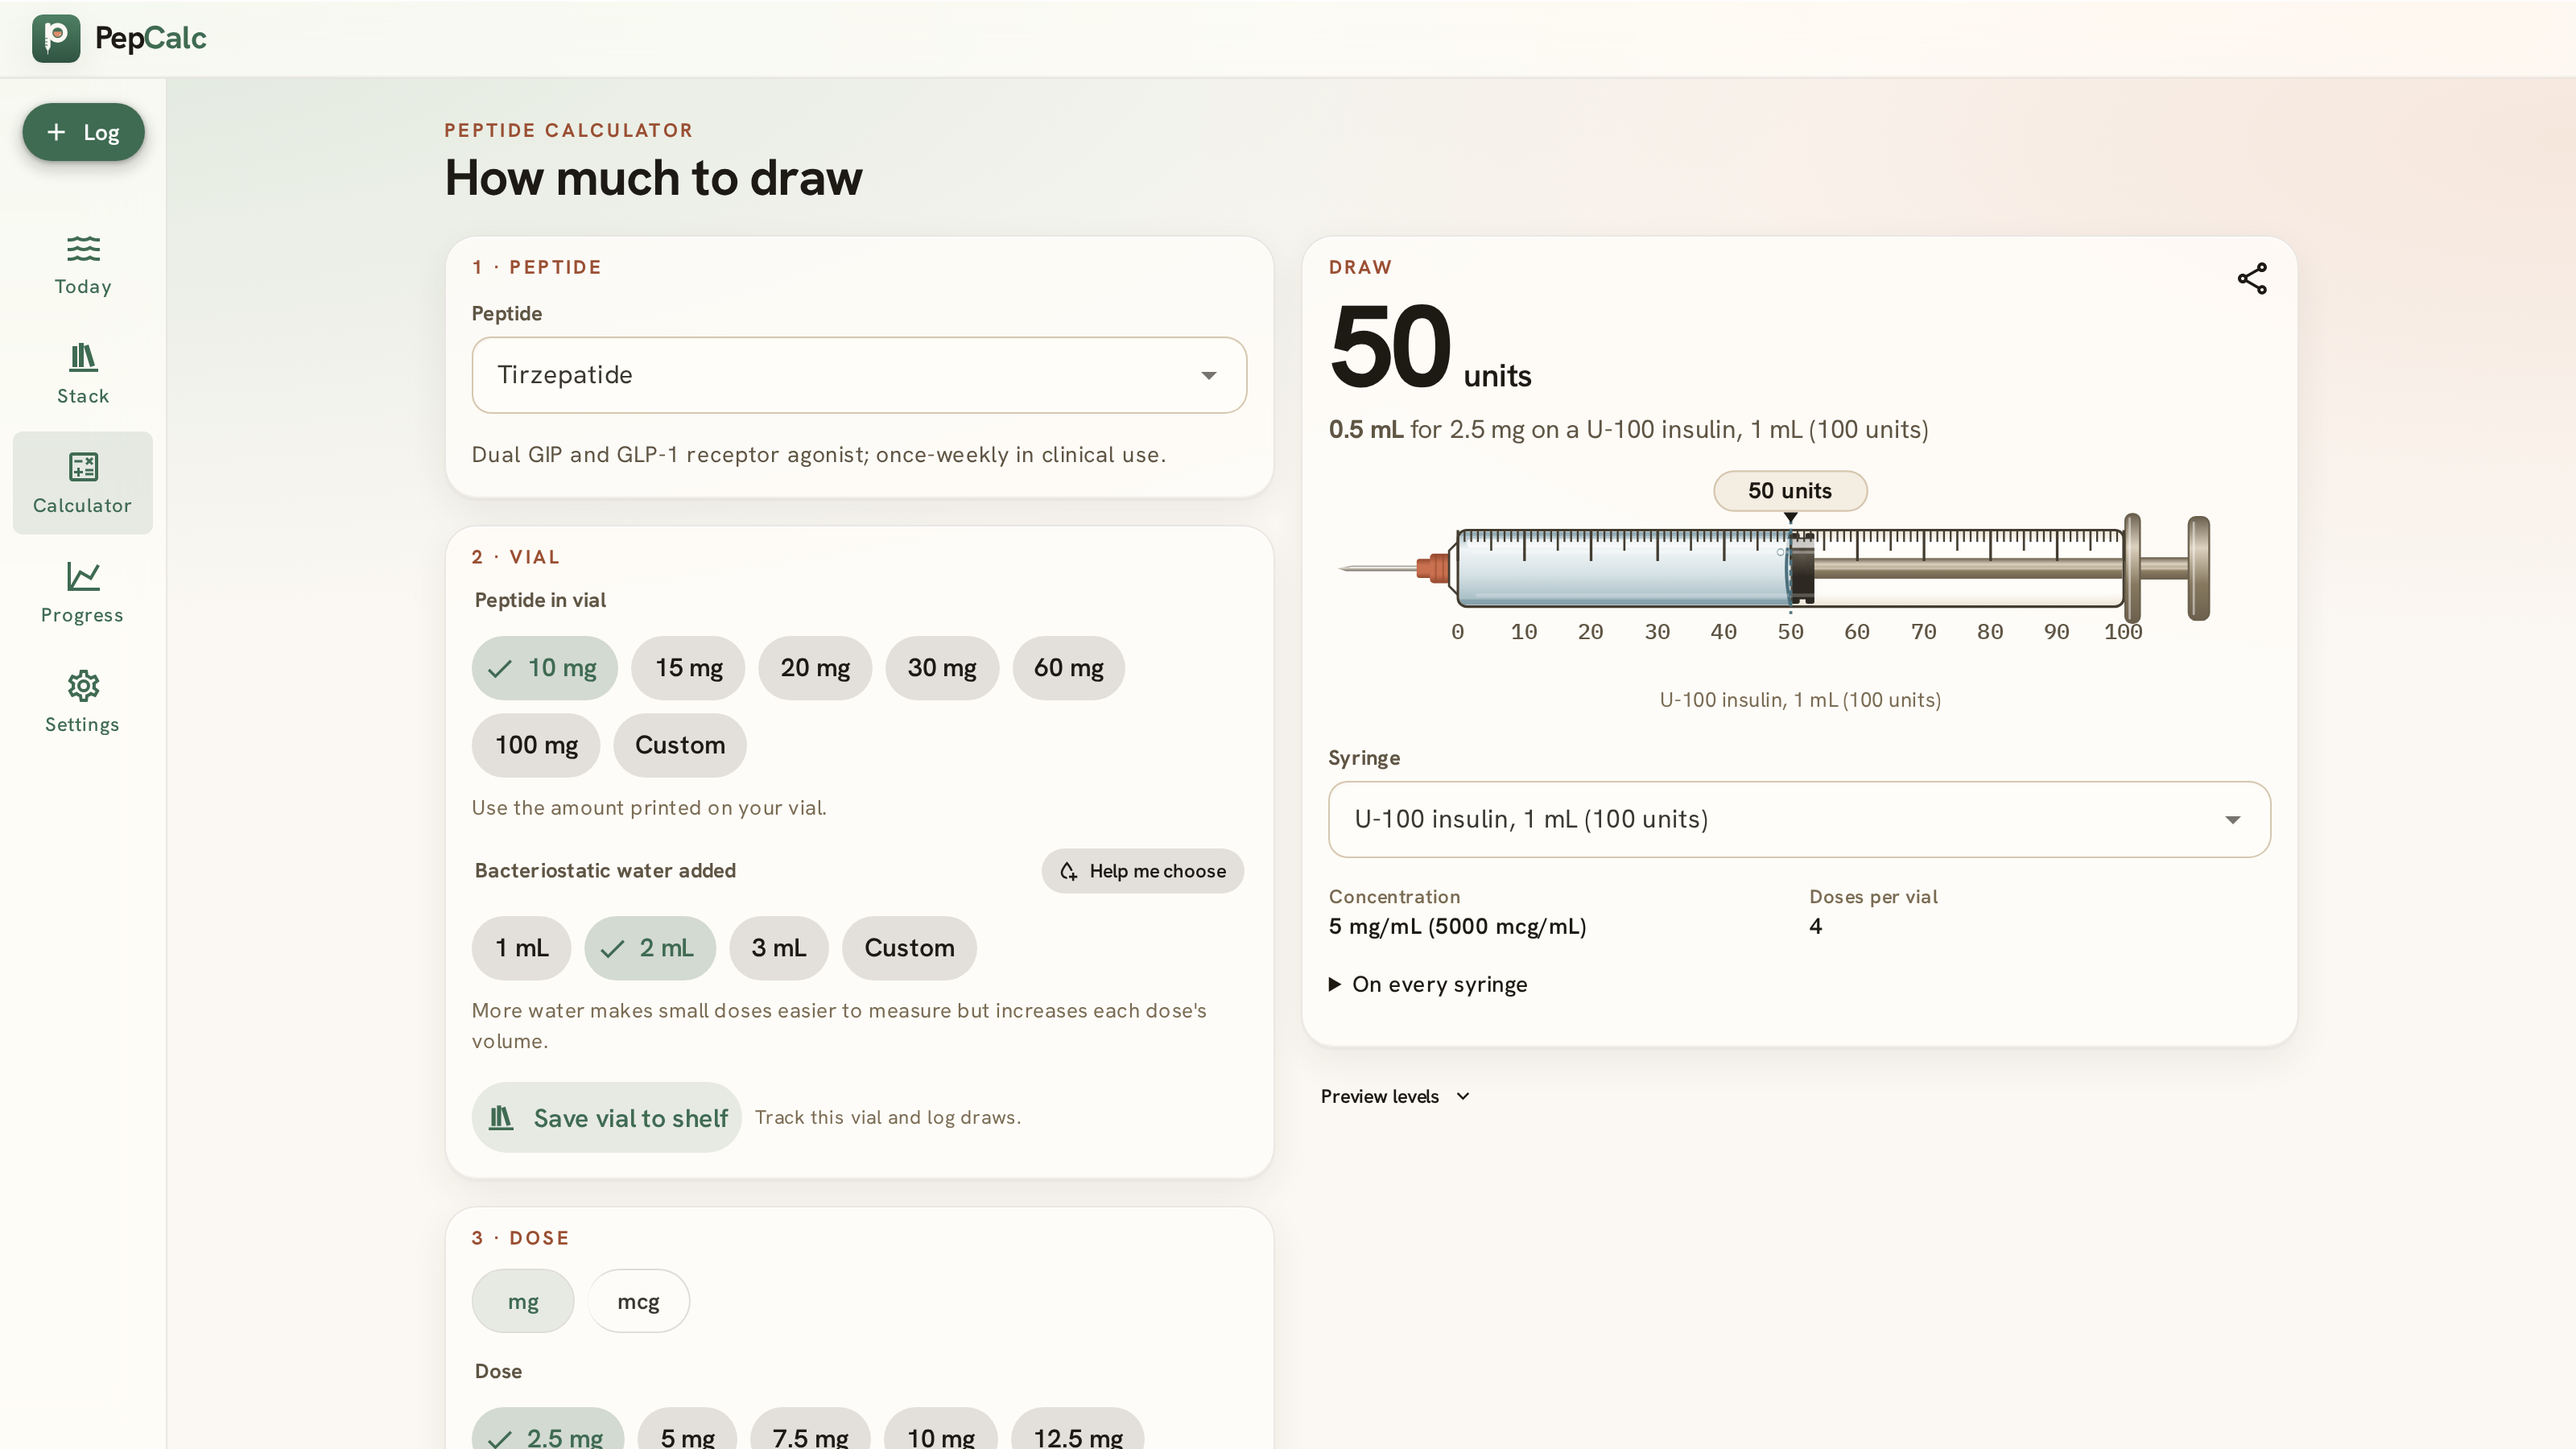 PepCalc
Log
Today
Stack
Calculator
Progress
Settings
PEPTIDE CALCULATOR
How much to draw
1 · PEPTIDE
Peptide
Tirzepatide
Dual GIP and GLP-1 receptor agonist; once-weekly in clinical use.
2 · VIAL
Peptide in vial
10 mg 15 mg 20 mg 30 mg 60 mg
100 mg Custom
Use the amount printed on your vial.
Bacteriostatic water added Help me choose
1 mL 2 mL 3 mL Custom
More water makes small doses easier to measure but increases each dose's
volume.
Save vial to shelf Track this vial and log draws.
3 · DOSE
mg mcg
Dose
2.5 mg 5 mg 7.5 mg 10 mg 12.5 mg
DRAW
50 units
0.5 mL for 2.5 mg on a U-100 insulin, 1 mL (100 units)
50 units
0 10 20 30 40 50 60 70 80 90 100
U-100 insulin, 1 mL (100 units)
Syringe
U-100 insulin, 1 mL (100 units)
Concentration Doses per vial
5 mg/mL (5000 mcg/mL) 4
On every syringe
Preview levels